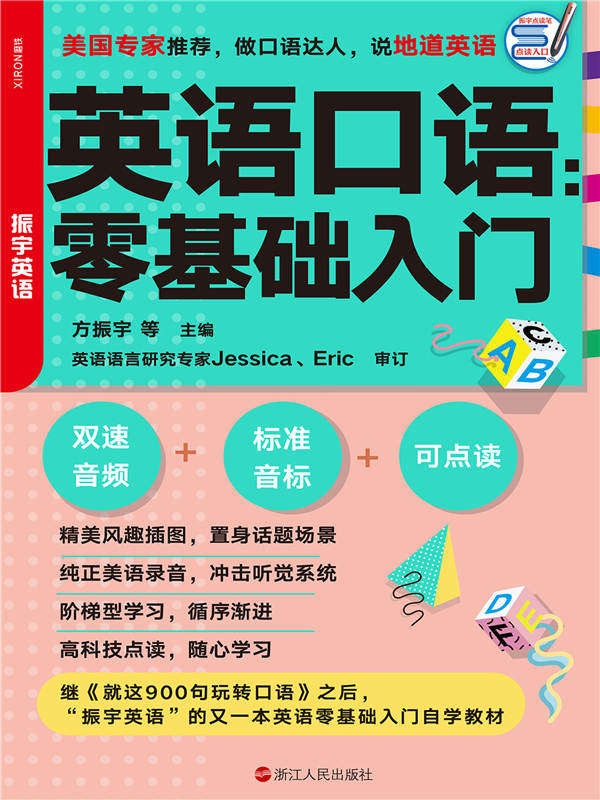 XIRON 磨铁
振宇英语
美国专家推荐，做口语达人，说地道英语
振宇点读笔
点读入口
英语口语：
零基础入门
方振宇 等 主编
英语语言研究专家Jessica、Eric 审订
C
A B
双速
音频
+
标准
音标
+
可点读
精美风趣插图，置身话题场景
纯正美语录音，冲击听觉系统
阶梯型学习，循序渐进
高科技点读，随心学习
D E
F
继《就这900句玩转口语》之后，
“振宇英语”的又一本英语零基础入门自学教材
浙江人民出版社